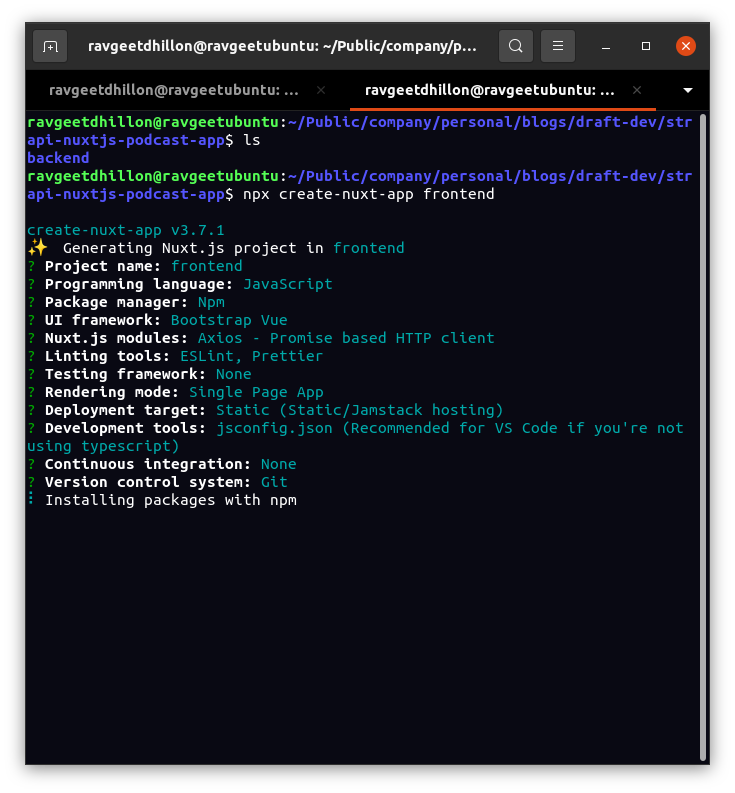 ravgeetdhillon@ravgeetubuntu: ~/Public/company/p...
ravgeetdhillon@ravgeetubuntu: ...
ravgeetdhillon@ravgeetubuntu: ...
ravgeetdhillon@ravgeetubuntu:~/Public/company/personal/blogs/draft-dev/str
api-nuxtjs-podcast-app$ ls
backend
ravgeetdhillon@ravgeetubuntu:~/Public/company/personal/blogs/draft-dev/str
api-nuxtjs-podcast-app$ npx create-nuxt-app frontend
create-nuxt-app v3.7.1
✨ Generating Nuxt.js project in frontend
? Project name: frontend
? Programming language: JavaScript
? Package manager: Npm
? UI framework: Bootstrap Vue
? Nuxt.js modules: Axios - Promise based HTTP client
? Linting tools: ESLint, Prettier
? Testing framework: None
? Rendering mode: Single Page App
? Deployment target: Static (Static/Jamstack hosting)
? Development tools: jsconfig.json (Recommended for VS Code if you're not
using typescript)
? Continuous integration: None
? Version control system: Git
⠸ Installing packages with npm